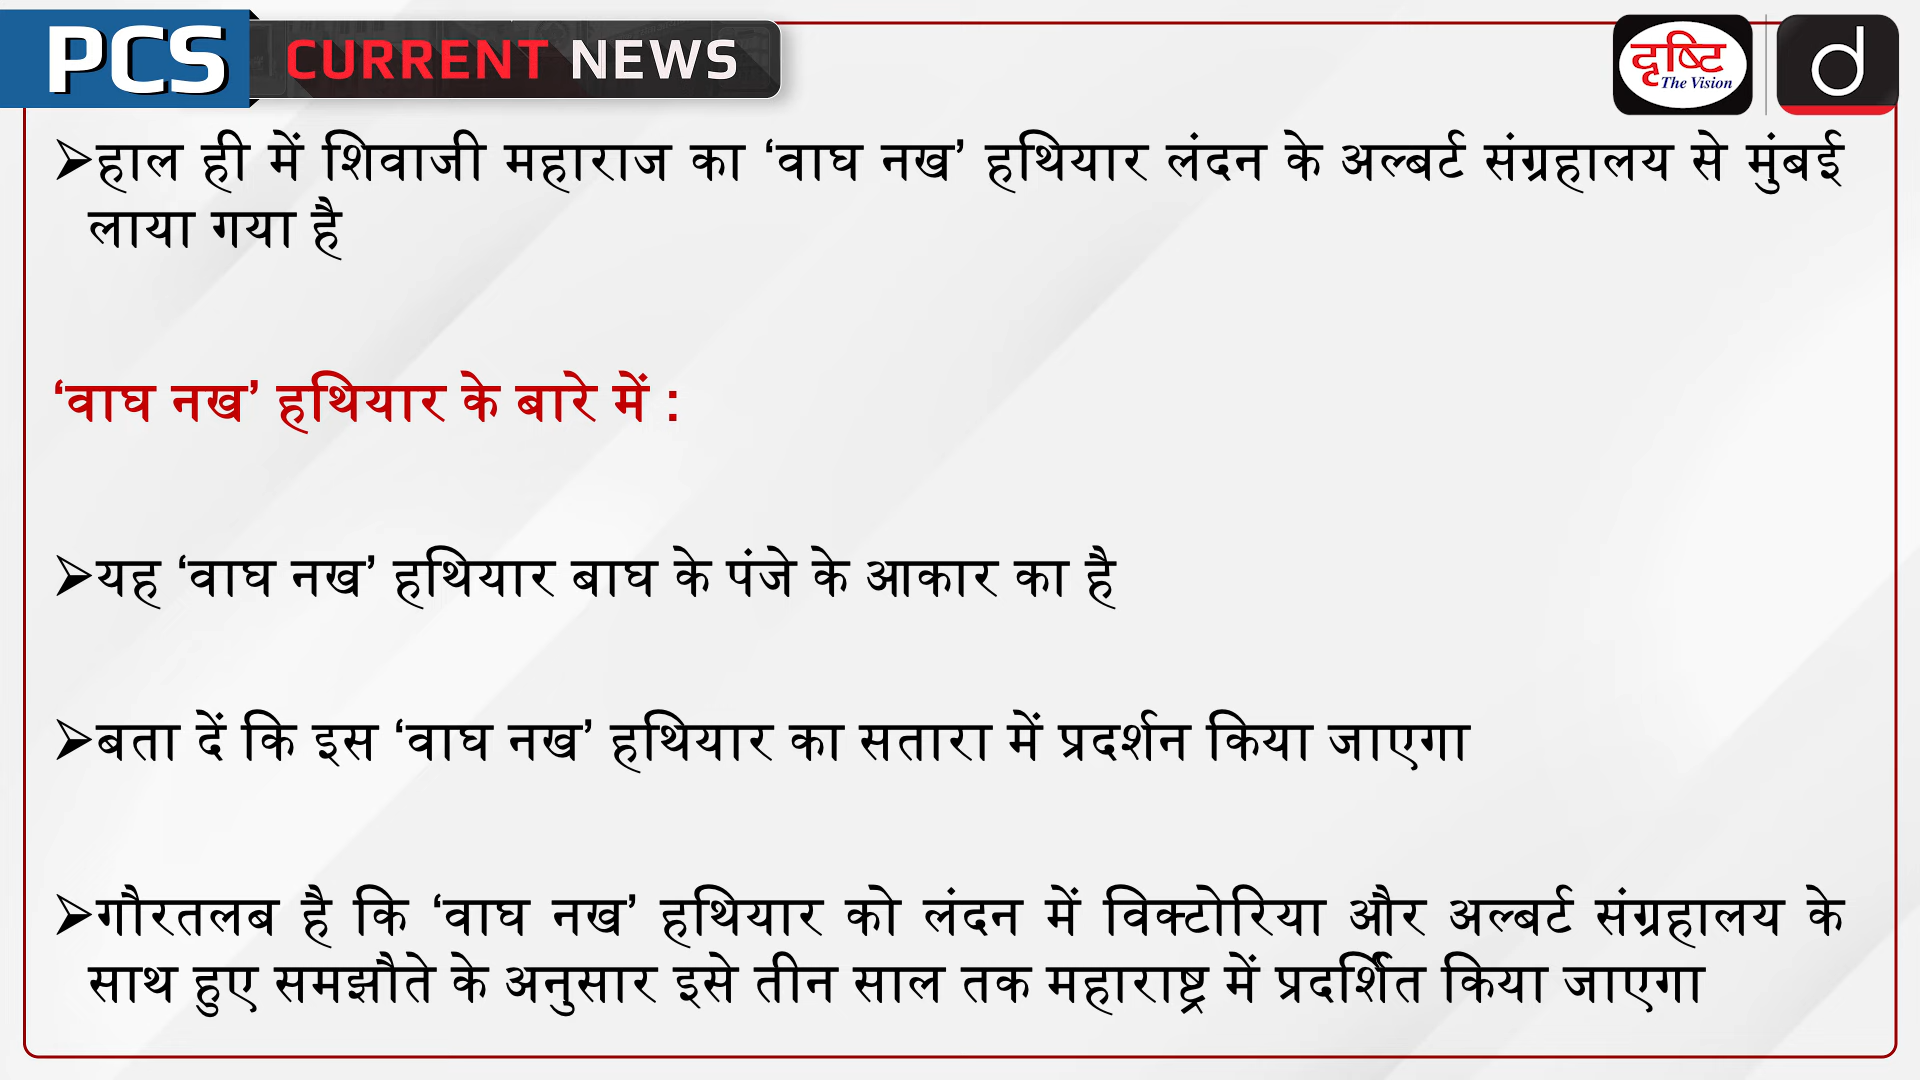 PCS CURRENT NEWS
दृष्टि
The Vision
d
➢हाल ही में शिवाजी महाराज का ‘वाघ नख’ हथियार लंदन के अल्बर्ट संग्रहालय से मुंबई
लाया गया है
‘वाघ नख’ हथियार के बारे में :
➢यह ‘वाघ नख’ हथियार बाघ के पंजे के आकार का है
➢बता दें कि इस ‘वाघ नख’ हथियार का सतारा में प्रदर्शन किया जाएगा
➢गौरतलब है कि ‘वाघ नख’ हथियार को लंदन में विक्टोरिया और अल्बर्ट संग्रहालय के
साथ हुए समझौते के अनुसार इसे तीन साल तक महाराष्ट्र में प्रदर्शित किया जाएगा